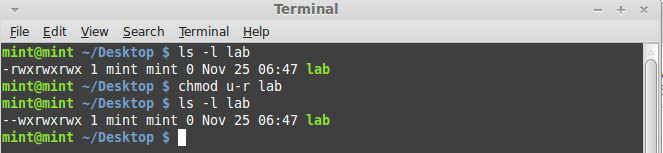 Terminal
File Edit View Search Terminal Help
mint@mint ~/Desktop $ ls -l lab
-rwxrwxrwx 1 mint mint 0 Nov 25 06:47 lab
mint@mint ~/Desktop $ chmod u-r lab
mint@mint ~/Desktop $ ls -l lab
--wxrwxrwx 1 mint mint 0 Nov 25 06:47 lab
mint@mint ~/Desktop $